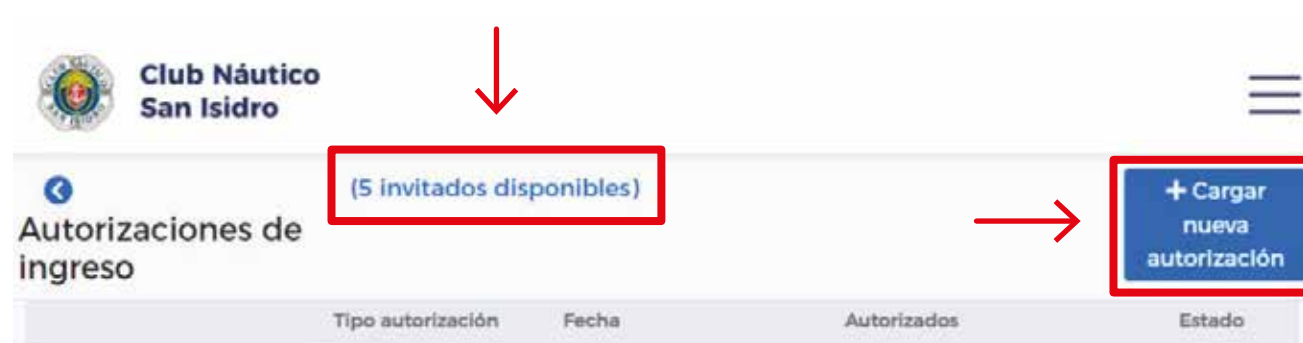 Club Náutico
San Isidro
(5 invitados disponibles)
Autorizaciones de
ingreso
+ Cargar
nueva
autorización
Tipo autorización Fecha Autorizados Estado